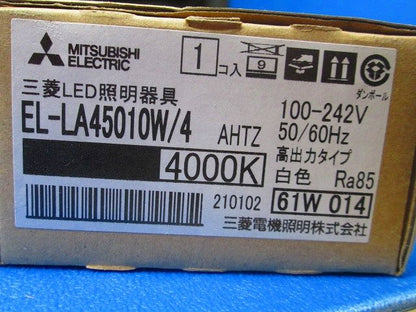 MITSUBISHI
ELECTRIC
1 コ入
9
ダンボール
三菱LED照明器具
EL-LA45010W/4 AHTZ
100-242V
50/60Hz
高出力タイプ
4000K
白色 Ra85
210102
61W 014
三菱電機照明株式会社